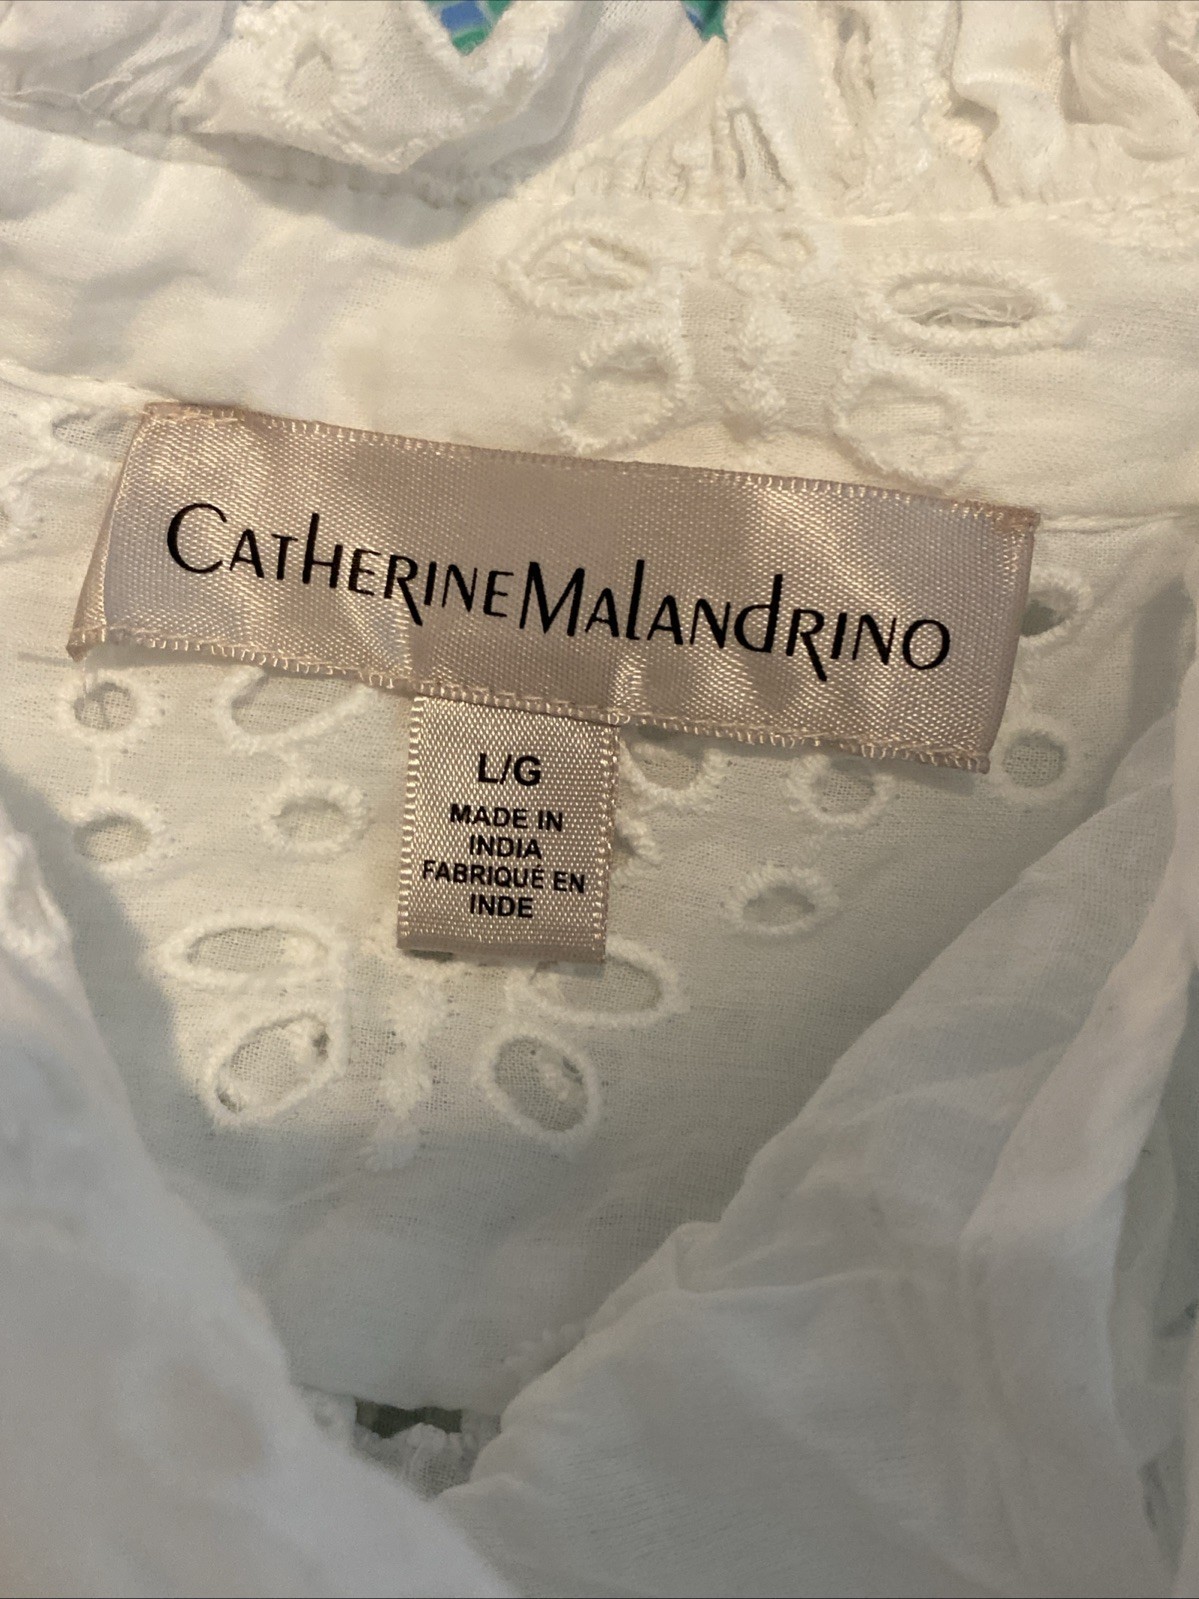 CATHERINE MALANDRINO
L/G
MADE IN
INDIA
FABRIQUÉ EN
INDE